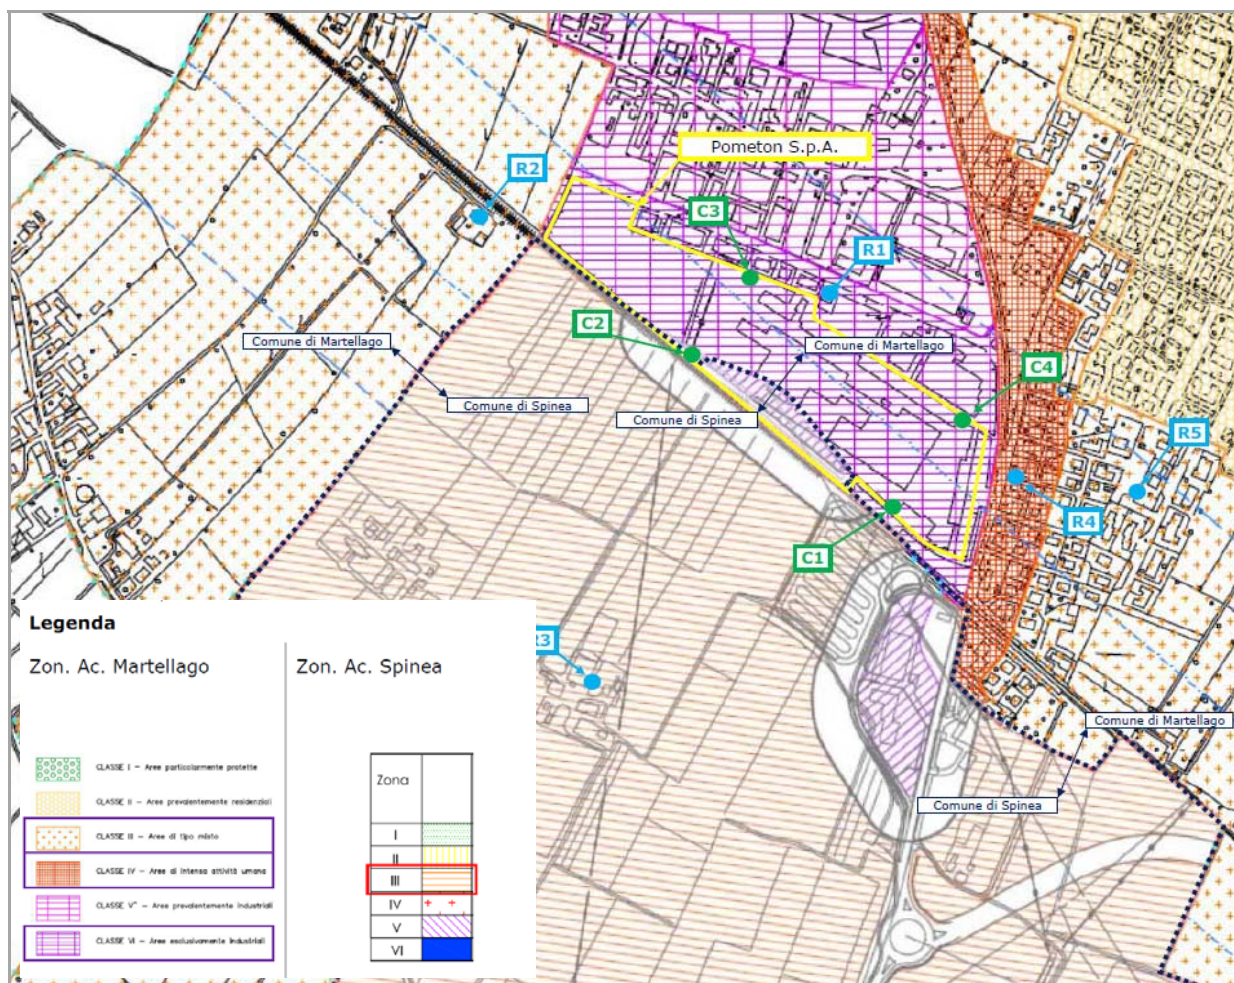 Pometon S.p.A.
R2
C3
R1
C2
Comune di Martellago
Comune di Martellago
C4
Comune di Spinea
Comune di Spinea
R5
R4
C1
R3
Comune di Martellago
Comune di Spinea
Legenda
Zon. Ac. Martellago
Zon. Ac. Spinea
CLASSE I - Aree particolarmente protette
CLASSE II - Aree prevalentemente residenziali
CLASSE III - Aree di tipo misto
CLASSE IV - Aree di intensa attività umana
CLASSE V^ - Aree prevalentemente industriali
CLASSE VI - Aree esclusivamente industriali
Zona
I
II
III
IV
V
VI